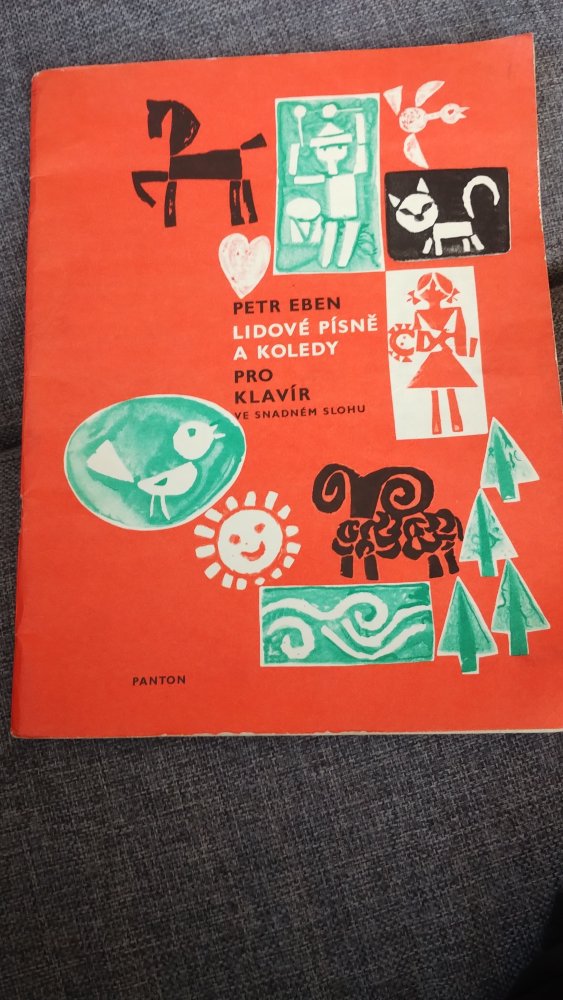 PETR EBEN
LIDOVÉ PÍSNĚ
A KOLEDY
PRO
KLAVÍR
VE SNADNÉM SLOHU
PANTON